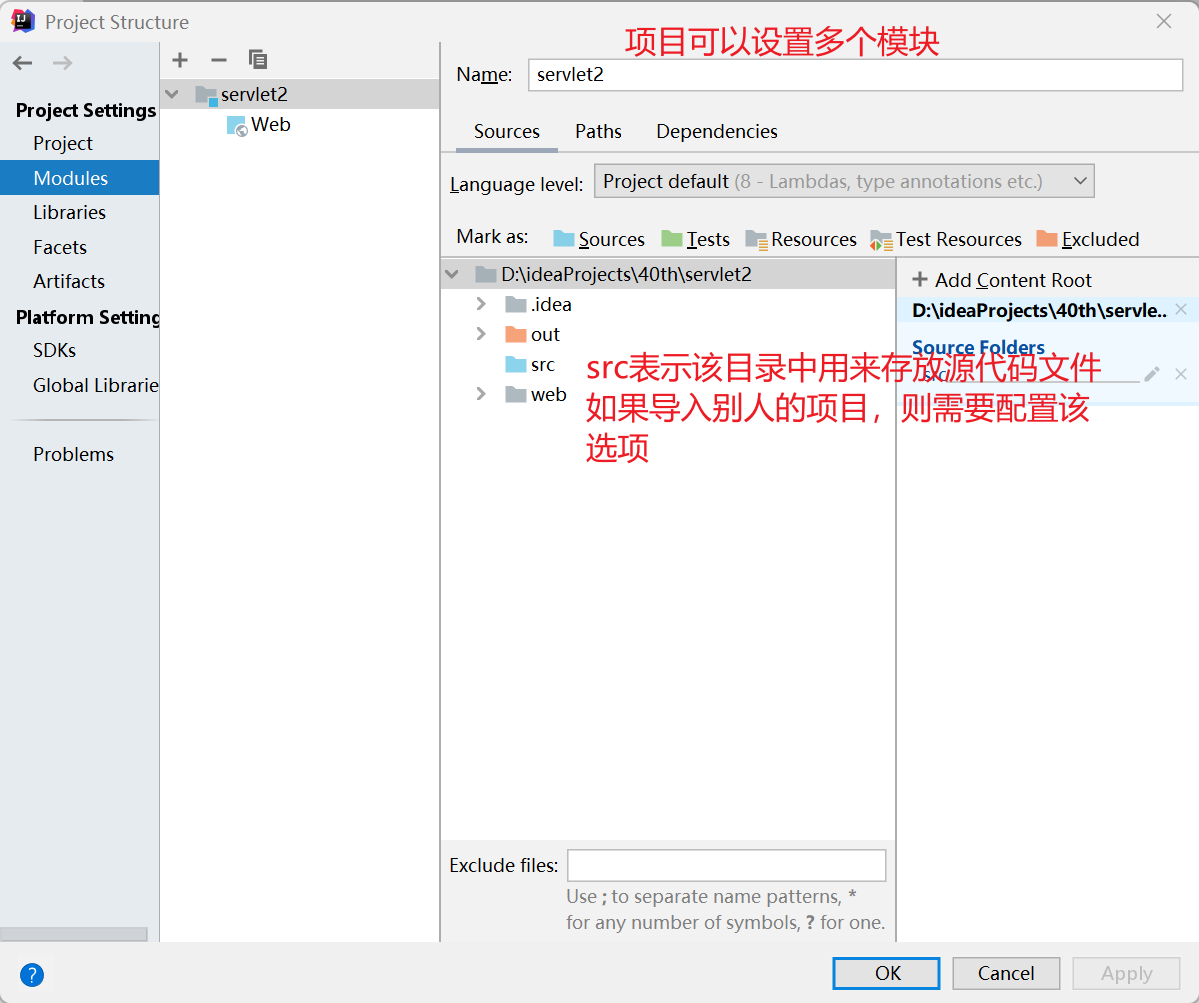 Project Structure
项目可以设置多个模块
Project Settings
Project
Modules
Libraries
Facets
Artifacts
Platform Setting
SDKs
Global Librarie
Problems
servlet2
Web
Name: servlet2
Sources Paths Dependencies
Language level: Project default (8 - Lambdas, type annotations etc.)
Mark as: Sources Tests Resources Test Resources Excluded
D:\ideaProjects\40th\servlet2
.idea
out
src
web
src表示该目录中用来存放源代码文件
如果导入别人的项目，则需要配置该
选项
+ Add Content Root
D:\ideaProjects\40th\servle..
Source Folders
src
Exclude files:
Use ; to separate name patterns, *
for any number of symbols, ? for one.
?
OK Cancel Apply